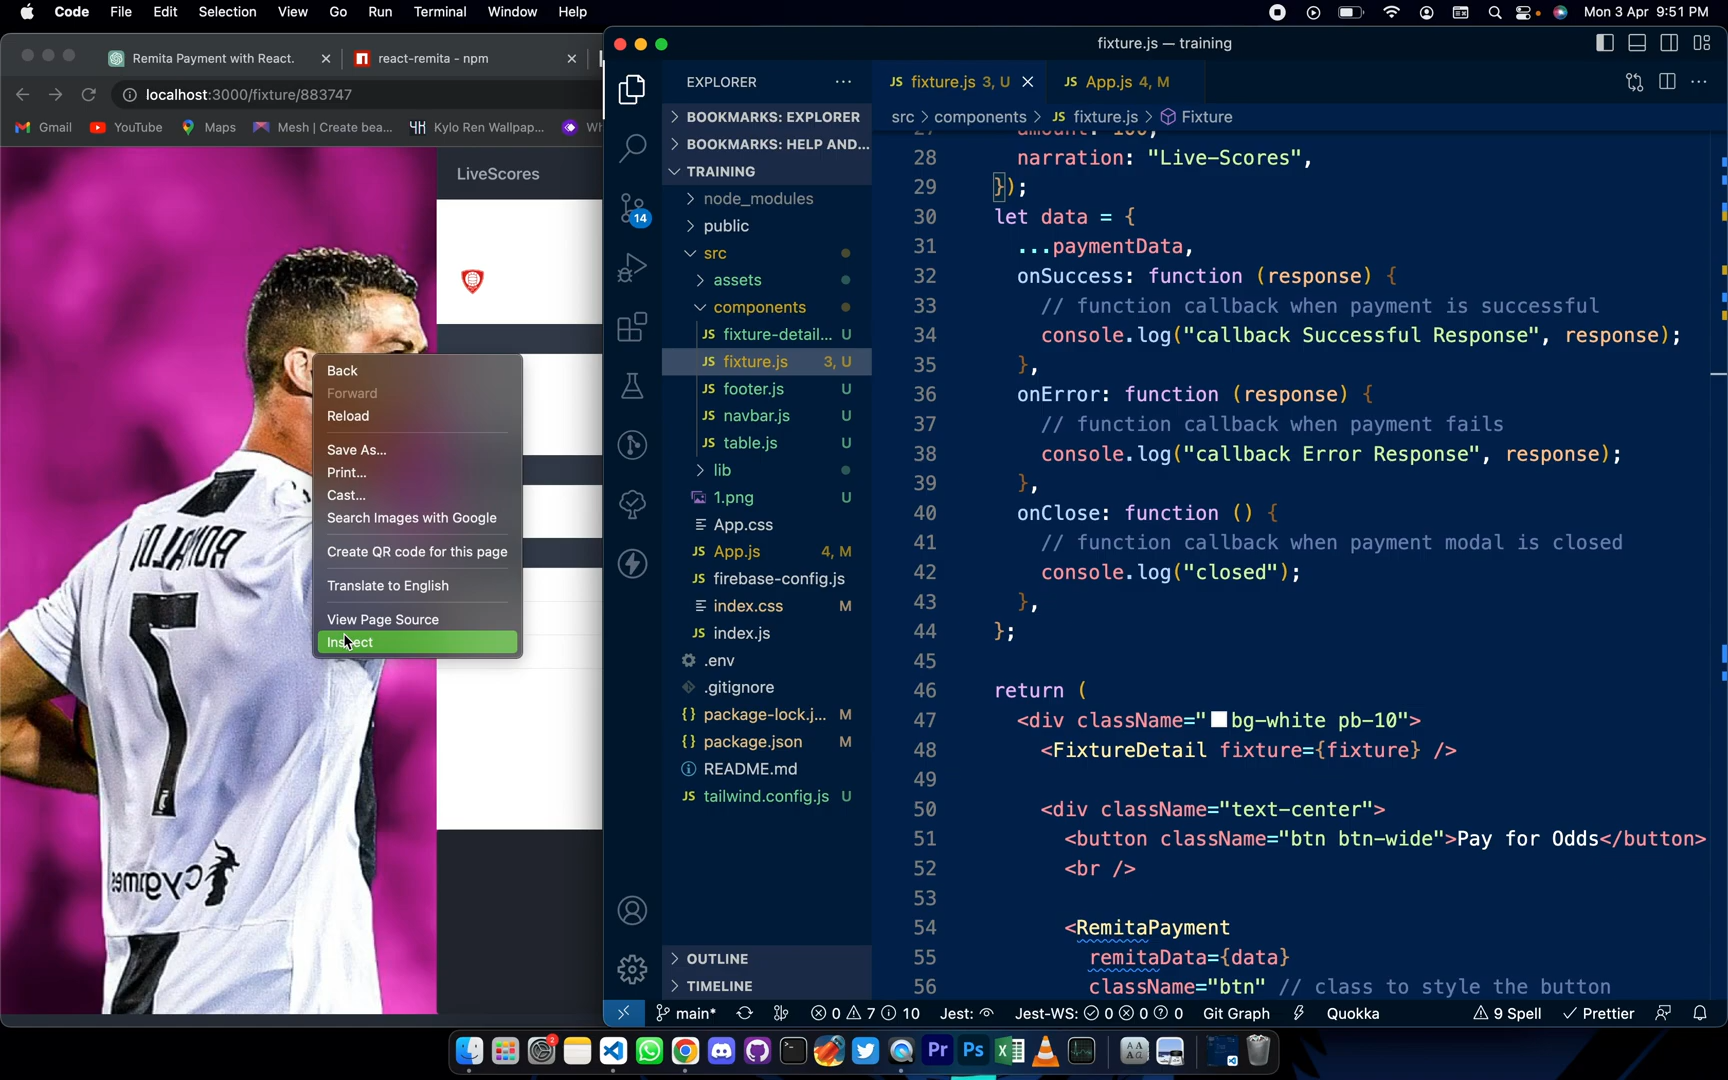 Code File Edit Selection View Go Run Terminal Window Help
Mon 3 Apr 9:51 PM
Remita Payment with React.
react-remita - npm
localhost:3000/fixture/883747
Gmail YouTube Maps Mesh | Create bea... Kylo Ren Wallpap... Wh
LiveScores
RONALDO
7
Cygames
Back
Forward
Reload
Save As...
Print...
Cast...
Search Images with Google
Create QR code for this page
Translate to English
View Page Source
Inspect
fixture.js — training
14
EXPLORER
BOOKMARKS: EXPLORER
BOOKMARKS: HELP AND...
TRAINING
node_modules
public
src
assets
components
JS fixture-detail... U
JS fixture.js 3, U
JS footer.js U
JS navbar.js U
JS table.js U
lib
1.png U
App.css
JS App.js 4, M
JS firebase-config.js
index.css M
JS index.js
.env
.gitignore
{} package-lock.j... M
{} package.json M
README.md
JS tailwind.config.js U
OUTLINE
TIMELINE
JS fixture.js 3, U
JS App.js 4, M
src > components > JS fixture.js > Fixture
27 amount: 100,
28 narration: "Live-Scores",
29 });
30 let data = {
31 ...paymentData,
32 onSuccess: function (response) {
33 // function callback when payment is successful
34 console.log("callback Successful Response", response);
35 },
36 onError: function (response) {
37 // function callback when payment fails
38 console.log("callback Error Response", response);
39 },
40 onClose: function () {
41 // function callback when payment modal is closed
42 console.log("closed");
43 },
44 };
45
46 return (
47 <div className="bg-white pb-10">
48 <FixtureDetail fixture={fixture} />
49
50 <div className="text-center">
51 <button className="btn btn-wide">Pay for Odds</button>
52 <br />
53
54 <RemitaPayment
55 remitaData={data}
56 className="btn" // class to style the button
main* 0 7 10 Jest: Jest-WS: 0 0 0 Git Graph Quokka 9 Spell Prettier
2
Pr Ps